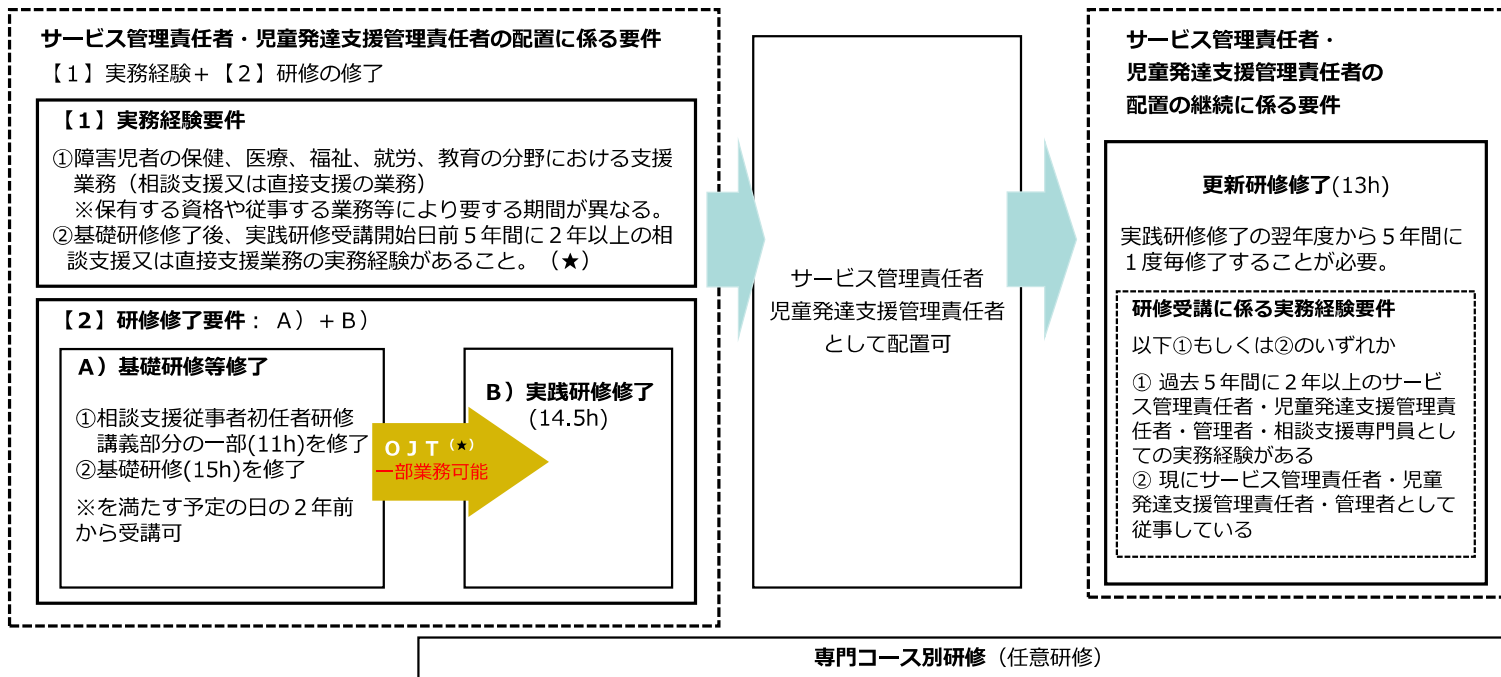 サービス管理責任者・児童発達支援管理責任者の配置に係る要件
【１】実務経験＋【２】研修の修了
【１】実務経験要件
①障害児者の保健、医療、福祉、就労、教育の分野における支援
業務（相談支援又は直接支援の業務）
※保有する資格や従事する業務等により要する期間が異なる。
②基礎研修修了後、実践研修受講開始日前５年間に２年以上の相
談支援又は直接支援業務の実務経験があること。（★）
【２】研修修了要件： Ａ）＋Ｂ）
Ａ）基礎研修等修了
①相談支援従事者初任者研修
講義部分の一部(11h)を修了
②基礎研修(15h)を修了
※を満たす予定の日の２年前
から受講可
ＯＪＴ（★）
一部業務可能
Ｂ）実践研修修了
(14.5h)
サービス管理責任者
児童発達支援管理責任者
として配置可
サービス管理責任者・
児童発達支援管理責任者の
配置の継続に係る要件
更新研修修了(13h)
実践研修修了の翌年度から５年間に
１度毎修了することが必要。
研修受講に係る実務経験要件
以下①もしくは②のいずれか
① 過去５年間に２年以上のサービ
ス管理責任者・児童発達支援管理責
任者・管理者・相談支援専門員とし
ての実務経験がある
② 現にサービス管理責任者・児童
発達支援管理責任者・管理者として
従事している
専門コース別研修（任意研修）